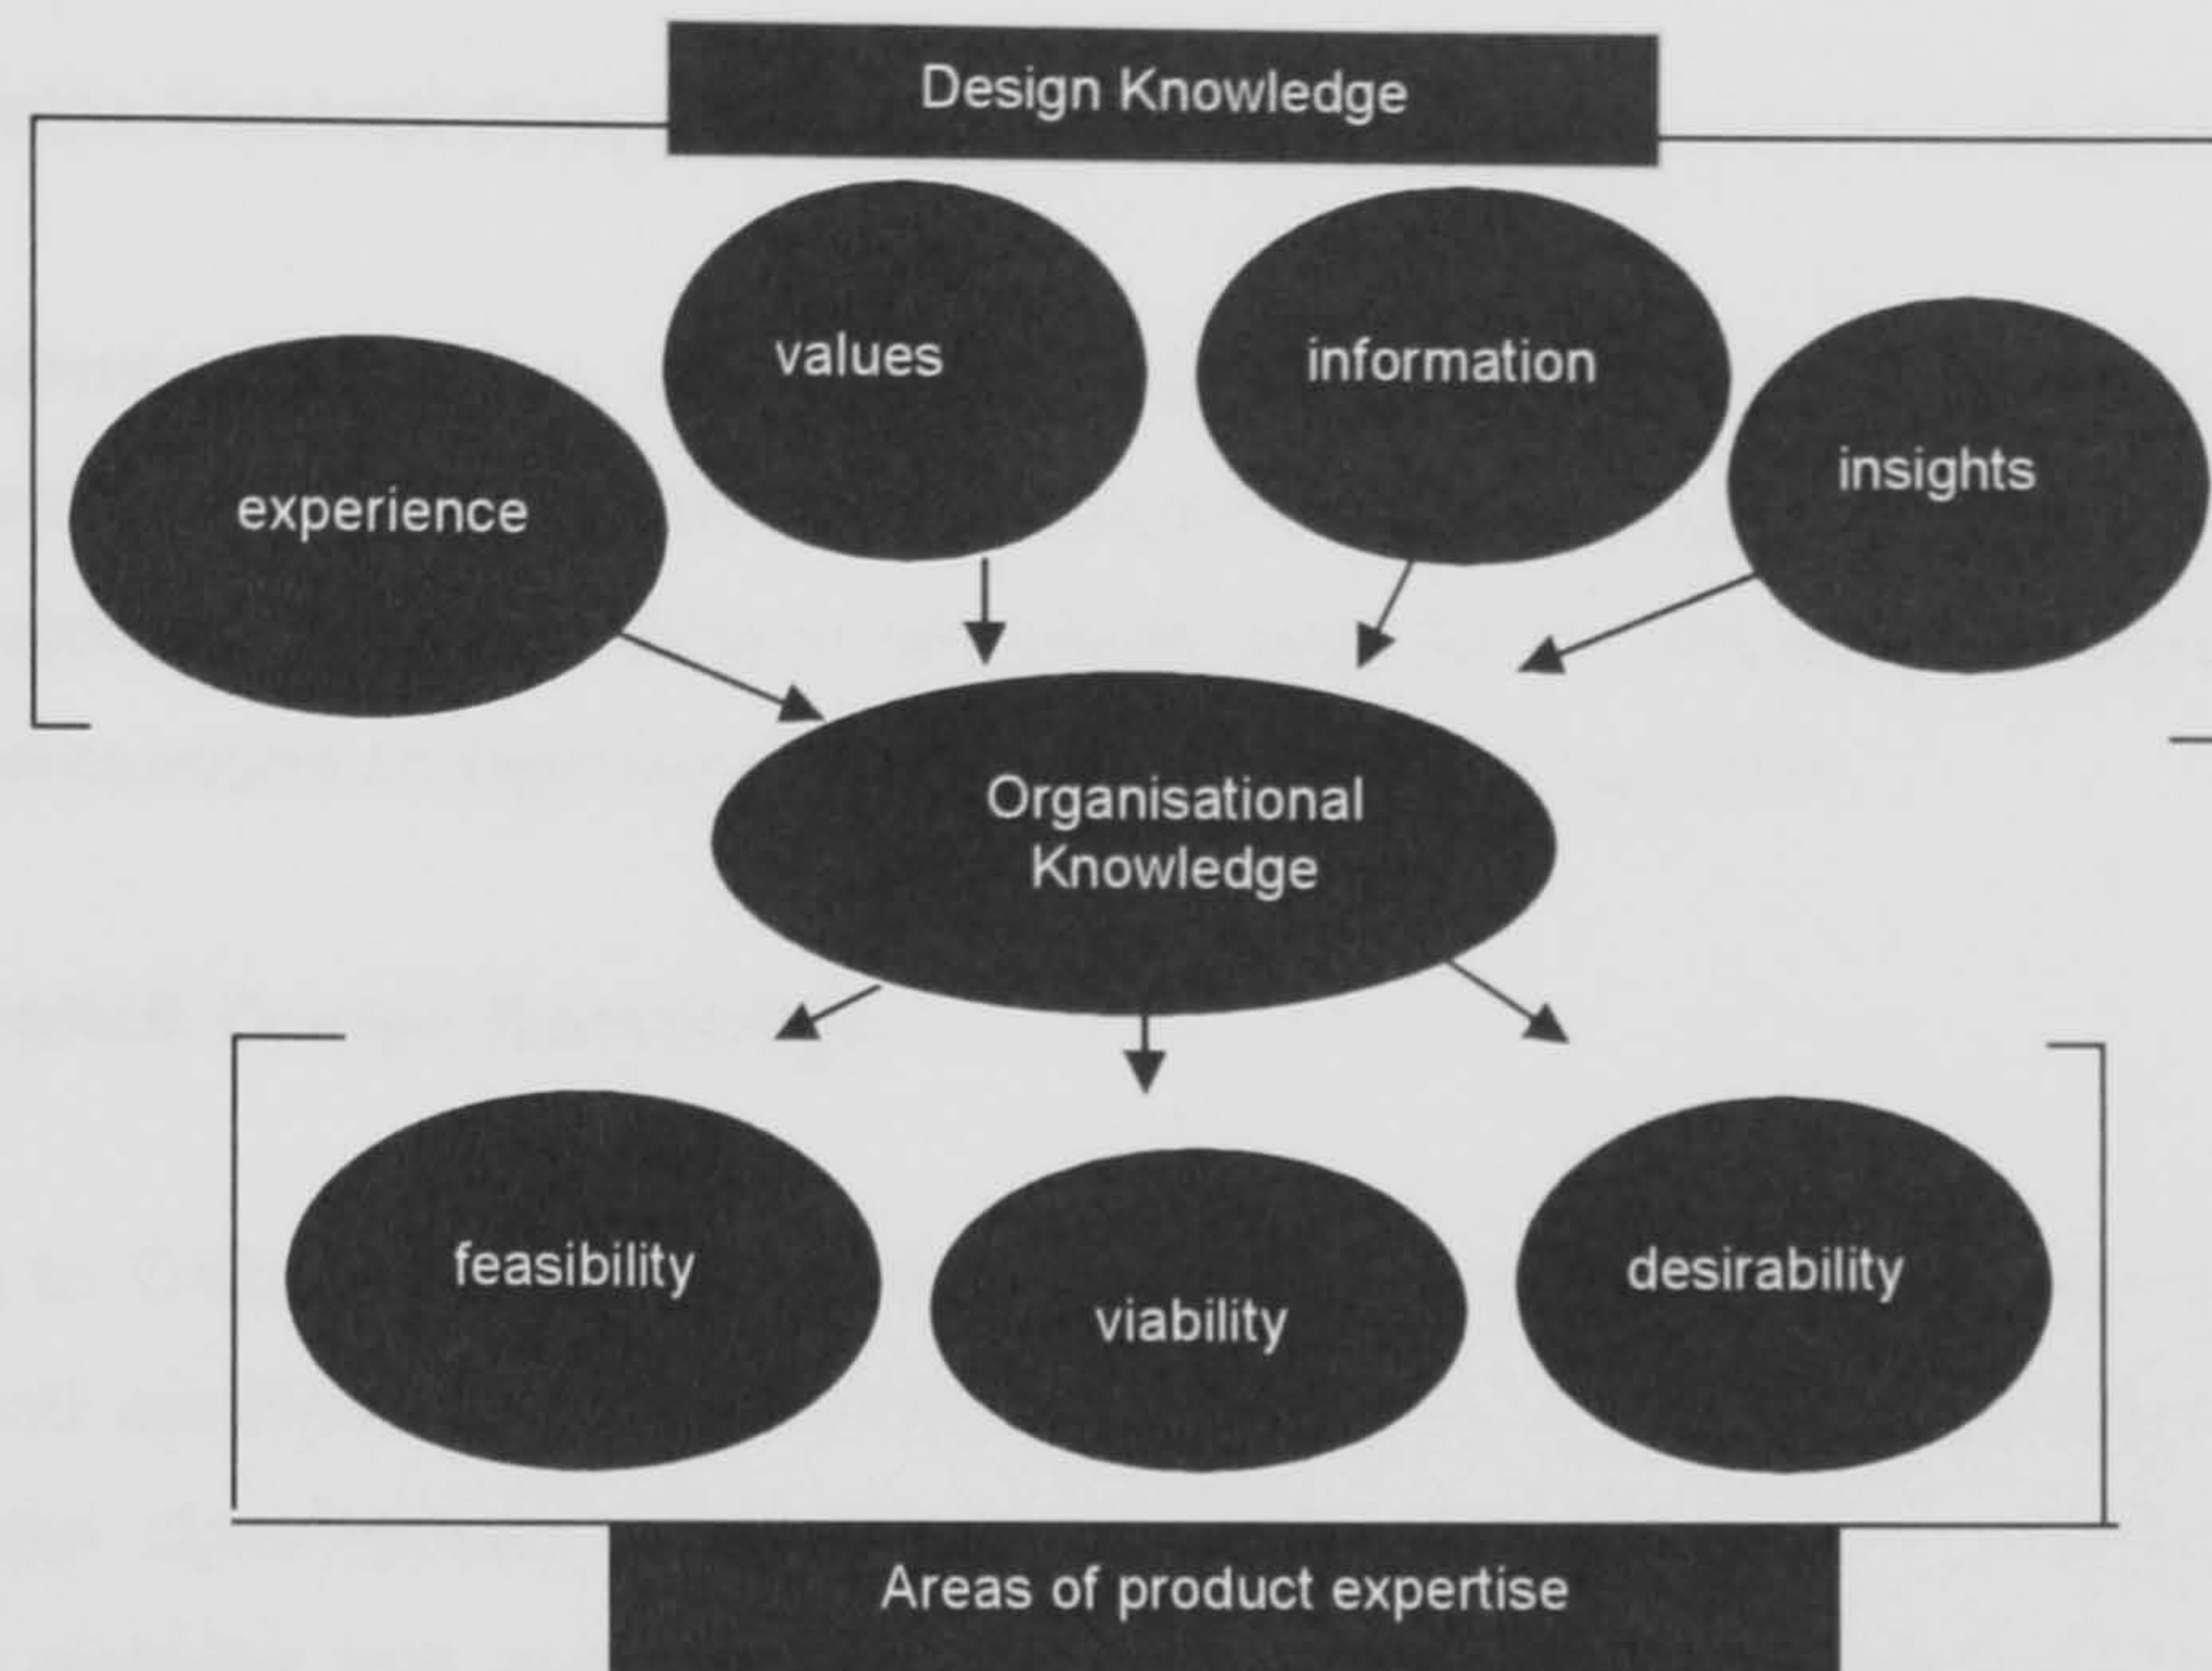 Design Knowledge
values
information
insights
experience
Organisational
Knowledge
feasibility
viability
desirability
Areas of product expertise